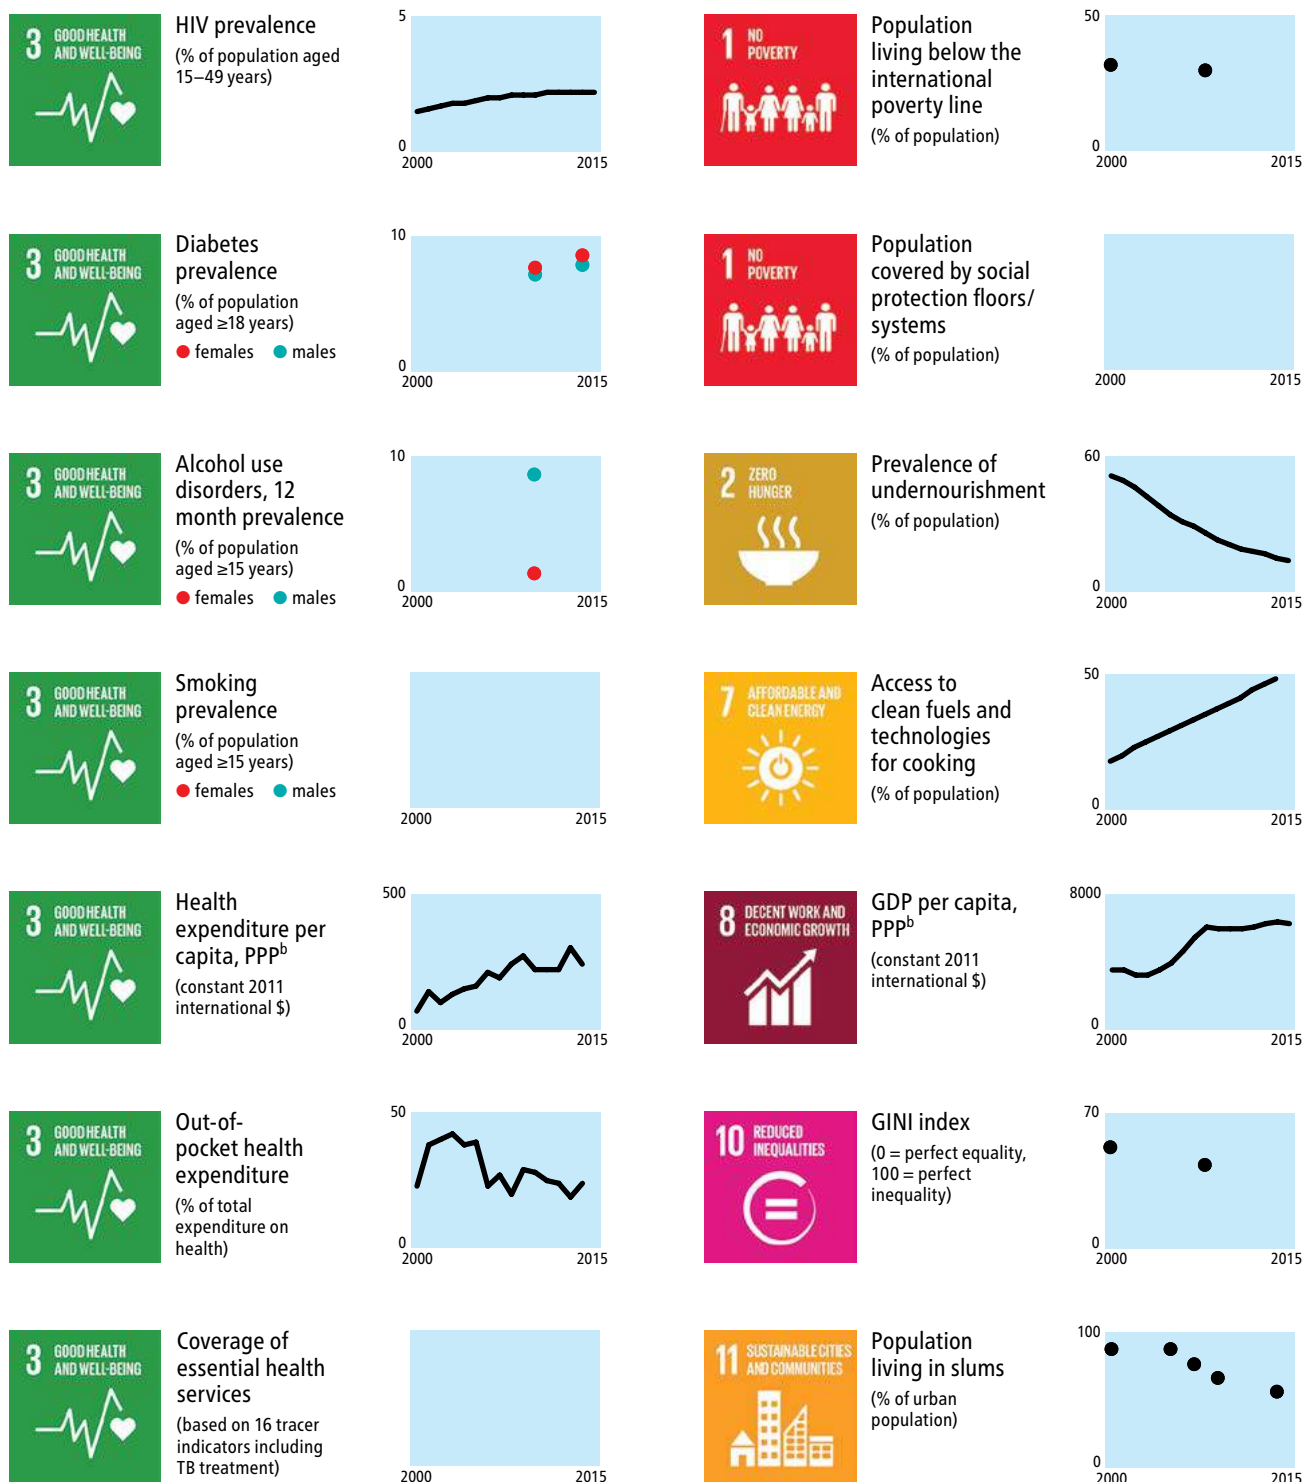 3 GOOD HEALTH
AND WELL-BEING
HIV prevalence
(% of population aged
15–49 years)
5
0
2000 2015
1 NO
POVERTY
Population
living below the
international
poverty line
(% of population)
50
0
2000 2015
3 GOOD HEALTH
AND WELL-BEING
Diabetes
prevalence
(% of population
aged ≥18 years)
females males
10
0
2000 2015
1 NO
POVERTY
Population
covered by social
protection floors/
systems
(% of population)
2000 2015
3 GOOD HEALTH
AND WELL-BEING
Alcohol use
disorders, 12
month prevalence
(% of population
aged ≥15 years)
females males
10
0
2000 2015
2 ZERO
HUNGER
Prevalence of
undernourishment
(% of population)
60
0
2000 2015
3 GOOD HEALTH
AND WELL-BEING
Smoking
prevalence
(% of population
aged ≥15 years)
females males
2000 2015
7 AFFORDABLE AND
CLEAN ENERGY
Access to
clean fuels and
technologies
for cooking
(% of population)
50
0
2000 2015
3 GOOD HEALTH
AND WELL-BEING
Health
expenditure per
capita, PPPᵇ
(constant 2011
international $)
500
0
2000 2015
8 DECENT WORK AND
ECONOMIC GROWTH
GDP per capita,
PPPᵇ
(constant 2011
international $)
8000
0
2000 2015
3 GOOD HEALTH
AND WELL-BEING
Out-of-
pocket health
expenditure
(% of total
expenditure on
health)
50
0
2000 2015
10 REDUCED
INEQUALITIES
GINI index
(0 = perfect equality,
100 = perfect
inequality)
70
0
2000 2015
3 GOOD HEALTH
AND WELL-BEING
Coverage of
essential health
services
(based on 16 tracer
indicators including
TB treatment)
2000 2015
11 SUSTAINABLE CITIES
AND COMMUNITIES
Population
living in slums
(% of urban
population)
100
0
2000 2015